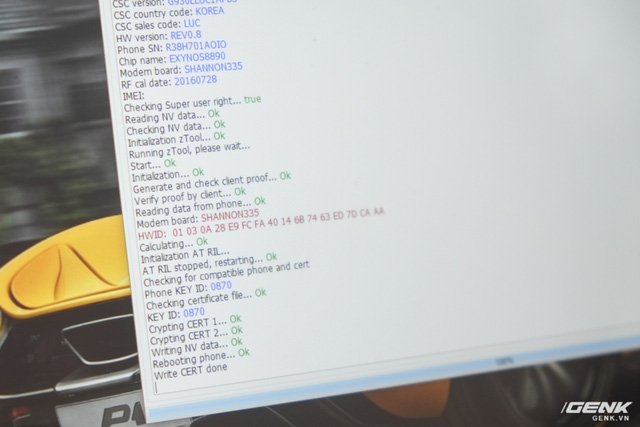 CSC version: G930LLUC1APB5
CSC country code: KOREA
CSC sales code: LUC
HW version: REV0.8
Phone SN: R38H701AOIO
Chip name: EXYNOS8890
Modem board: SHANNON335
RF cal date: 20160728
IMEI:
Checking Super user right... true
Reading NV data... Ok
Checking NV data... Ok
Initialization zTool... Ok
Running zTool, please wait...
Start... Ok
Initialization... Ok
Generate and check client proof... Ok
Verify proof by client... Ok
Reading data from phone... Ok
Modem board: SHANNON335
HWID: 01 03 0A 28 E9 FC FA 40 14 6B 74 63 ED 7D CA AA
Calculating... Ok
Initialization AT RIL...
AT RIL stopped, restarting... Ok
Checking for compatible phone and cert
Phone KEY ID: 0870
Checking certificate file... Ok
KEY ID: 0870
Crypting CERT 1... Ok
Crypting CERT 2... Ok
Writing NV data... Ok
Rebooting phone... Ok
Write CERT done
GENK
GENK.VN